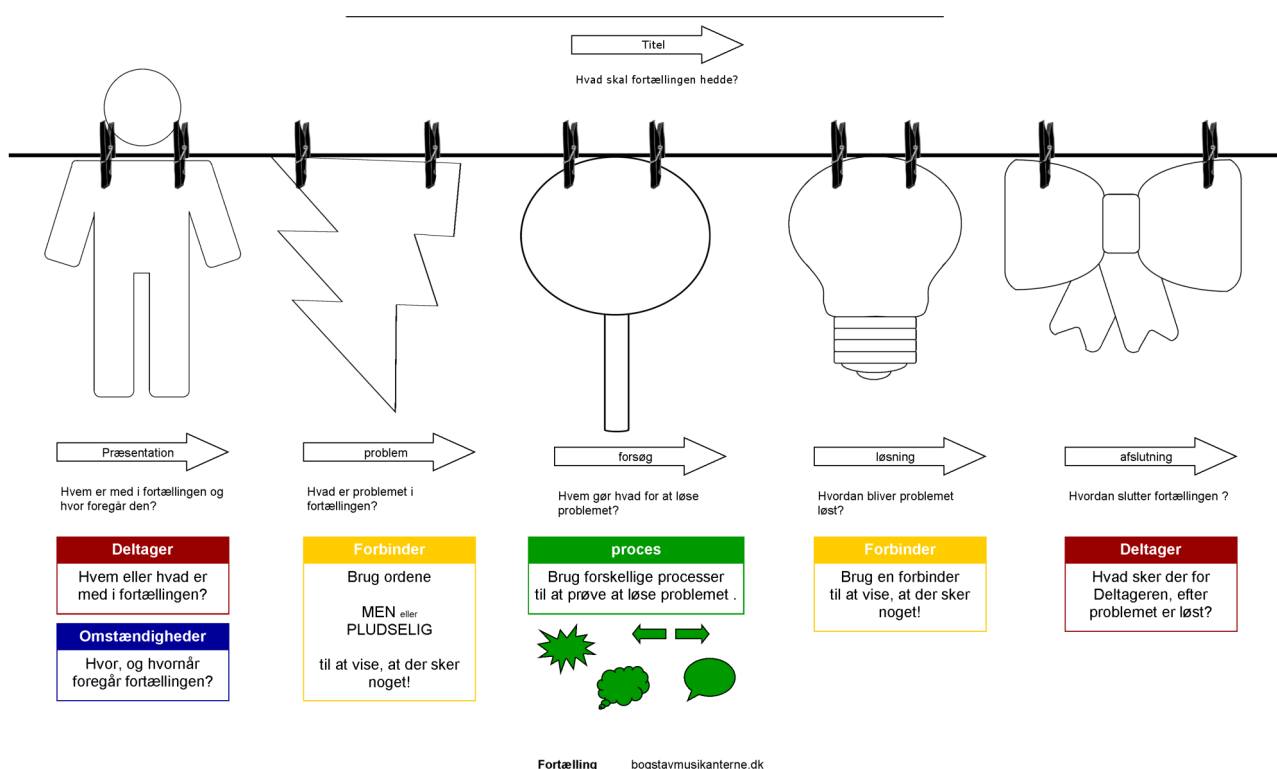 Titel
Hvad skal fortællingen hedde?
Præsentation
Hvem er med i fortællingen og
hvor foregår den?
Deltager
Hvem eller hvad er
med i fortællingen?
Omstændigheder
Hvor, og hvornår
foregår fortællingen?
problem
Hvad er problemet i
fortællingen?
Forbinder
Brug ordene
MEN eller
PLUDSELIG
til at vise, at der sker
noget!
forsøg
Hvem gør hvad for at løse
problemet?
proces
Brug forskellige processer
til at prøve at løse problemet .
løsning
Hvordan bliver problemet
løst?
Forbinder
Brug en forbinder
til at vise, at der sker
noget!
afslutning
Hvordan slutter fortællingen ?
Deltager
Hvad sker der for
Deltageren, efter
problemet er løst?
Fortælling bogstavmusikanterne.dk